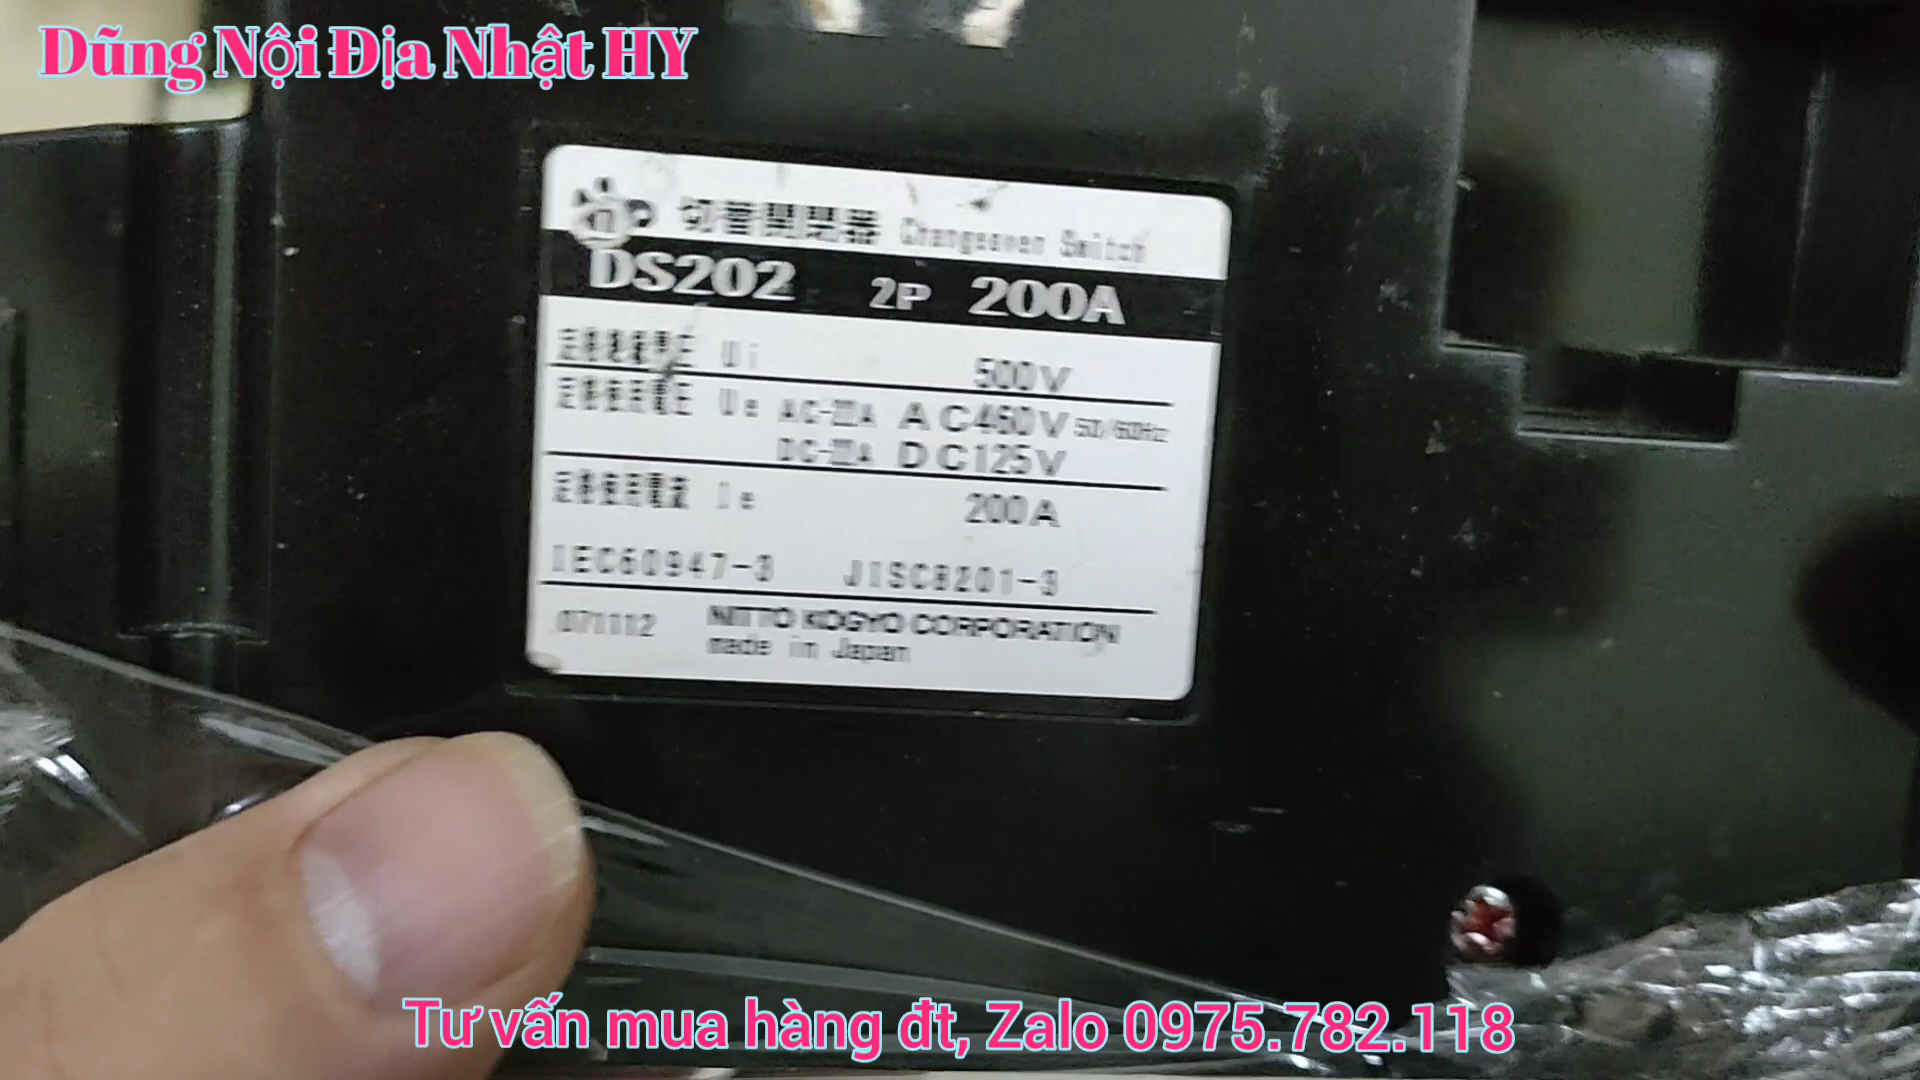 Dũng Nội Địa Nhật HY
切替開閉器 Changeover Switch
DS202 2P 200A
定格絶縁電圧 Ui 500V
定格使用電圧 Ue AC-22A AC460V 50/60Hz
DC-22A DC125V
定格使用電流 Ie 200A
IEC60947-3 JISC8201-3
071112 NITTO KOGYO CORPORATION
made in Japan
Tư vấn mua hàng đt, Zalo 0975.782.118